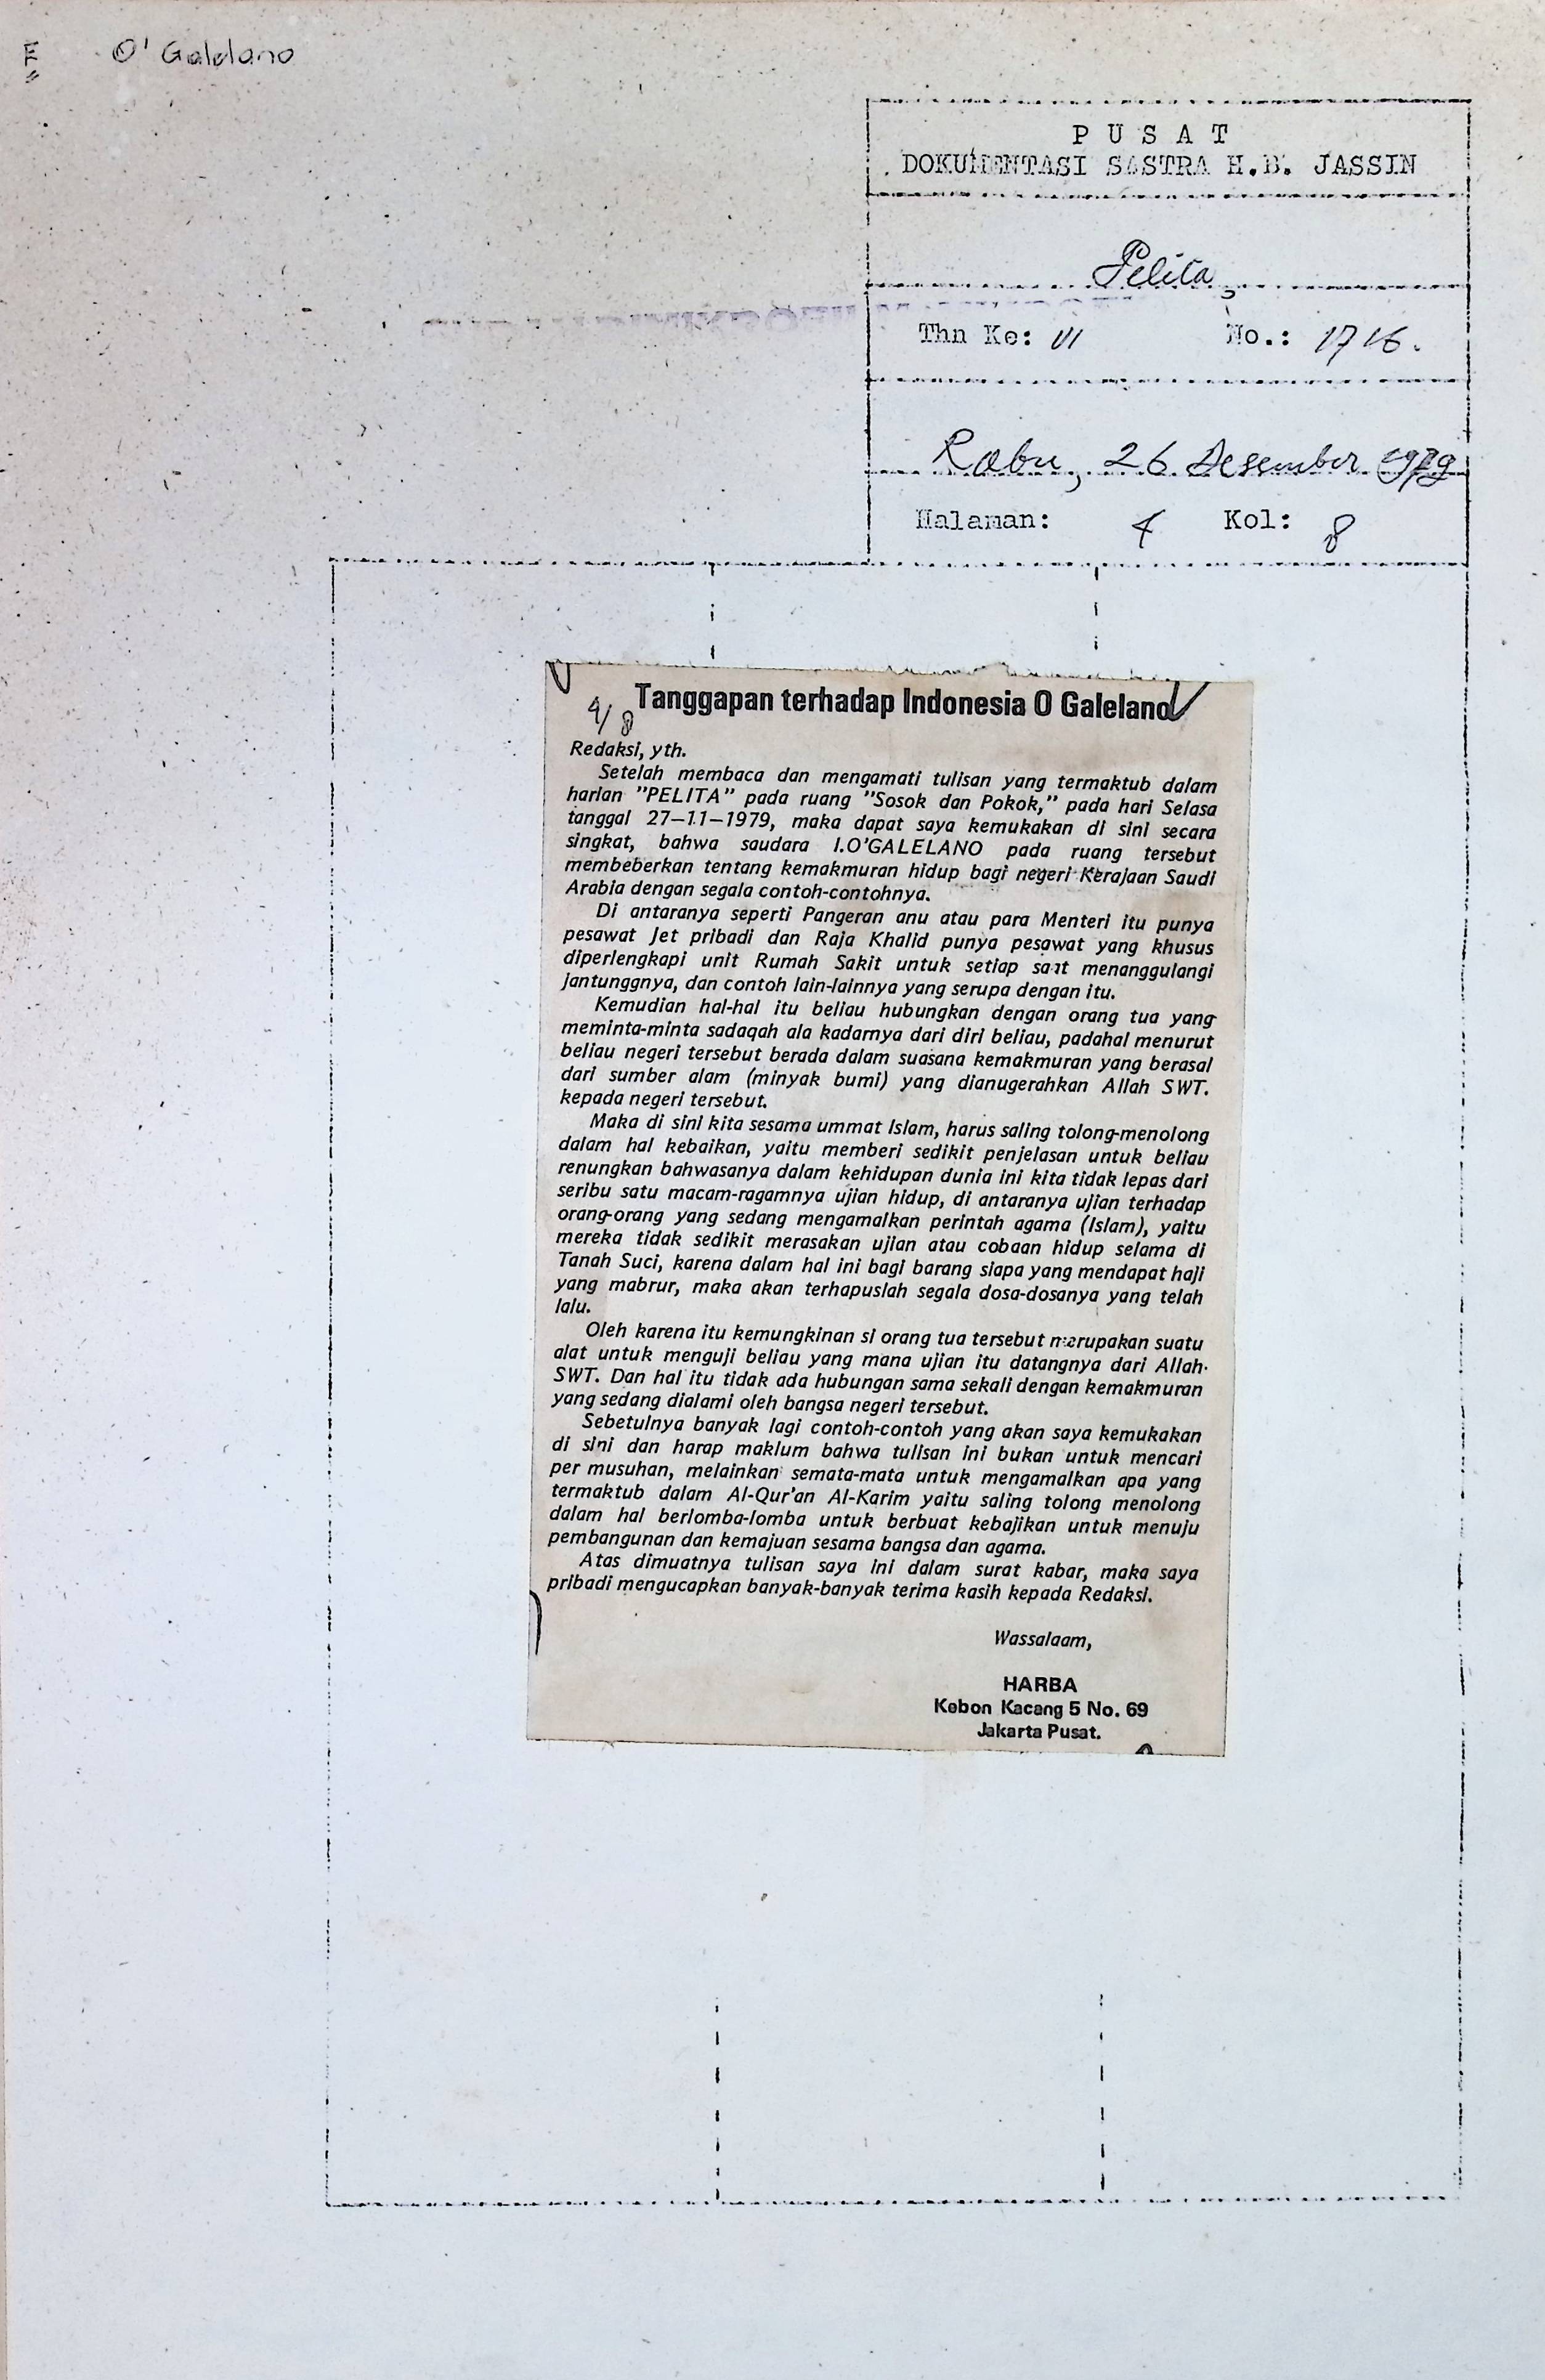 O' Galelano
P U S A T
DOKUMENTASI SASTRA H.B. JASSIN
Pelita,
Thn Ke: VI No.: 1716.
Rabu, 26 Desember 1979
Halaman: 4 Kol: 8
4/8
Tanggapan terhadap Indonesia O Galelano
Redaksi, yth.
Setelah membaca dan mengamati tulisan yang termaktub dalam
harian "PELITA" pada ruang "Sosok dan Pokok," pada hari Selasa
tanggal 27–11–1979, maka dapat saya kemukakan di sini secara
singkat, bahwa saudara I.O'GALELANO pada ruang tersebut
membeberkan tentang kemakmuran hidup bagi negeri Kerajaan Saudi
Arabia dengan segala contoh-contohnya.
Di antaranya seperti Pangeran anu atau para Menteri itu punya
pesawat Jet pribadi dan Raja Khalid punya pesawat yang khusus
diperlengkapi unit Rumah Sakit untuk setiap saat menanggulangi
jantunggnya, dan contoh lain-lainnya yang serupa dengan itu.
Kemudian hal-hal itu beliau hubungkan dengan orang tua yang
meminta-minta sadaqah ala kadarnya dari diri beliau, padahal menurut
beliau negeri tersebut berada dalam suasana kemakmuran yang berasal
dari sumber alam (minyak bumi) yang dianugerahkan Allah SWT.
kepada negeri tersebut.
Maka di sini kita sesama ummat Islam, harus saling tolong-menolong
dalam hal kebaikan, yaitu memberi sedikit penjelasan untuk beliau
renungkan bahwasanya dalam kehidupan dunia ini kita tidak lepas dari
seribu satu macam-ragamnya ujian hidup, di antaranya ujian terhadap
orang-orang yang sedang mengamalkan perintah agama (Islam), yaitu
mereka tidak sedikit merasakan ujian atau cobaan hidup selama di
Tanah Suci, karena dalam hal ini bagi barang siapa yang mendapat haji
yang mabrur, maka akan terhapuslah segala dosa-dosanya yang telah
lalu.
Oleh karena itu kemungkinan si orang tua tersebut merupakan suatu
alat untuk menguji beliau yang mana ujian itu datangnya dari Allah
SWT. Dan hal itu tidak ada hubungan sama sekali dengan kemakmuran
yang sedang dialami oleh bangsa negeri tersebut.
Sebetulnya banyak lagi contoh-contoh yang akan saya kemukakan
di sini dan harap maklum bahwa tulisan ini bukan untuk mencari
per musuhan, melainkan semata-mata untuk mengamalkan apa yang
termaktub dalam Al-Qur'an Al-Karim yaitu saling tolong menolong
dalam hal berlomba-lomba untuk berbuat kebajikan untuk menuju
pembangunan dan kemajuan sesama bangsa dan agama.
Atas dimuatnya tulisan saya ini dalam surat kabar, maka saya
pribadi mengucapkan banyak-banyak terima kasih kepada Redaksi.
Wassalaam,
HARBA
Kebon Kacang 5 No. 69
Jakarta Pusat.